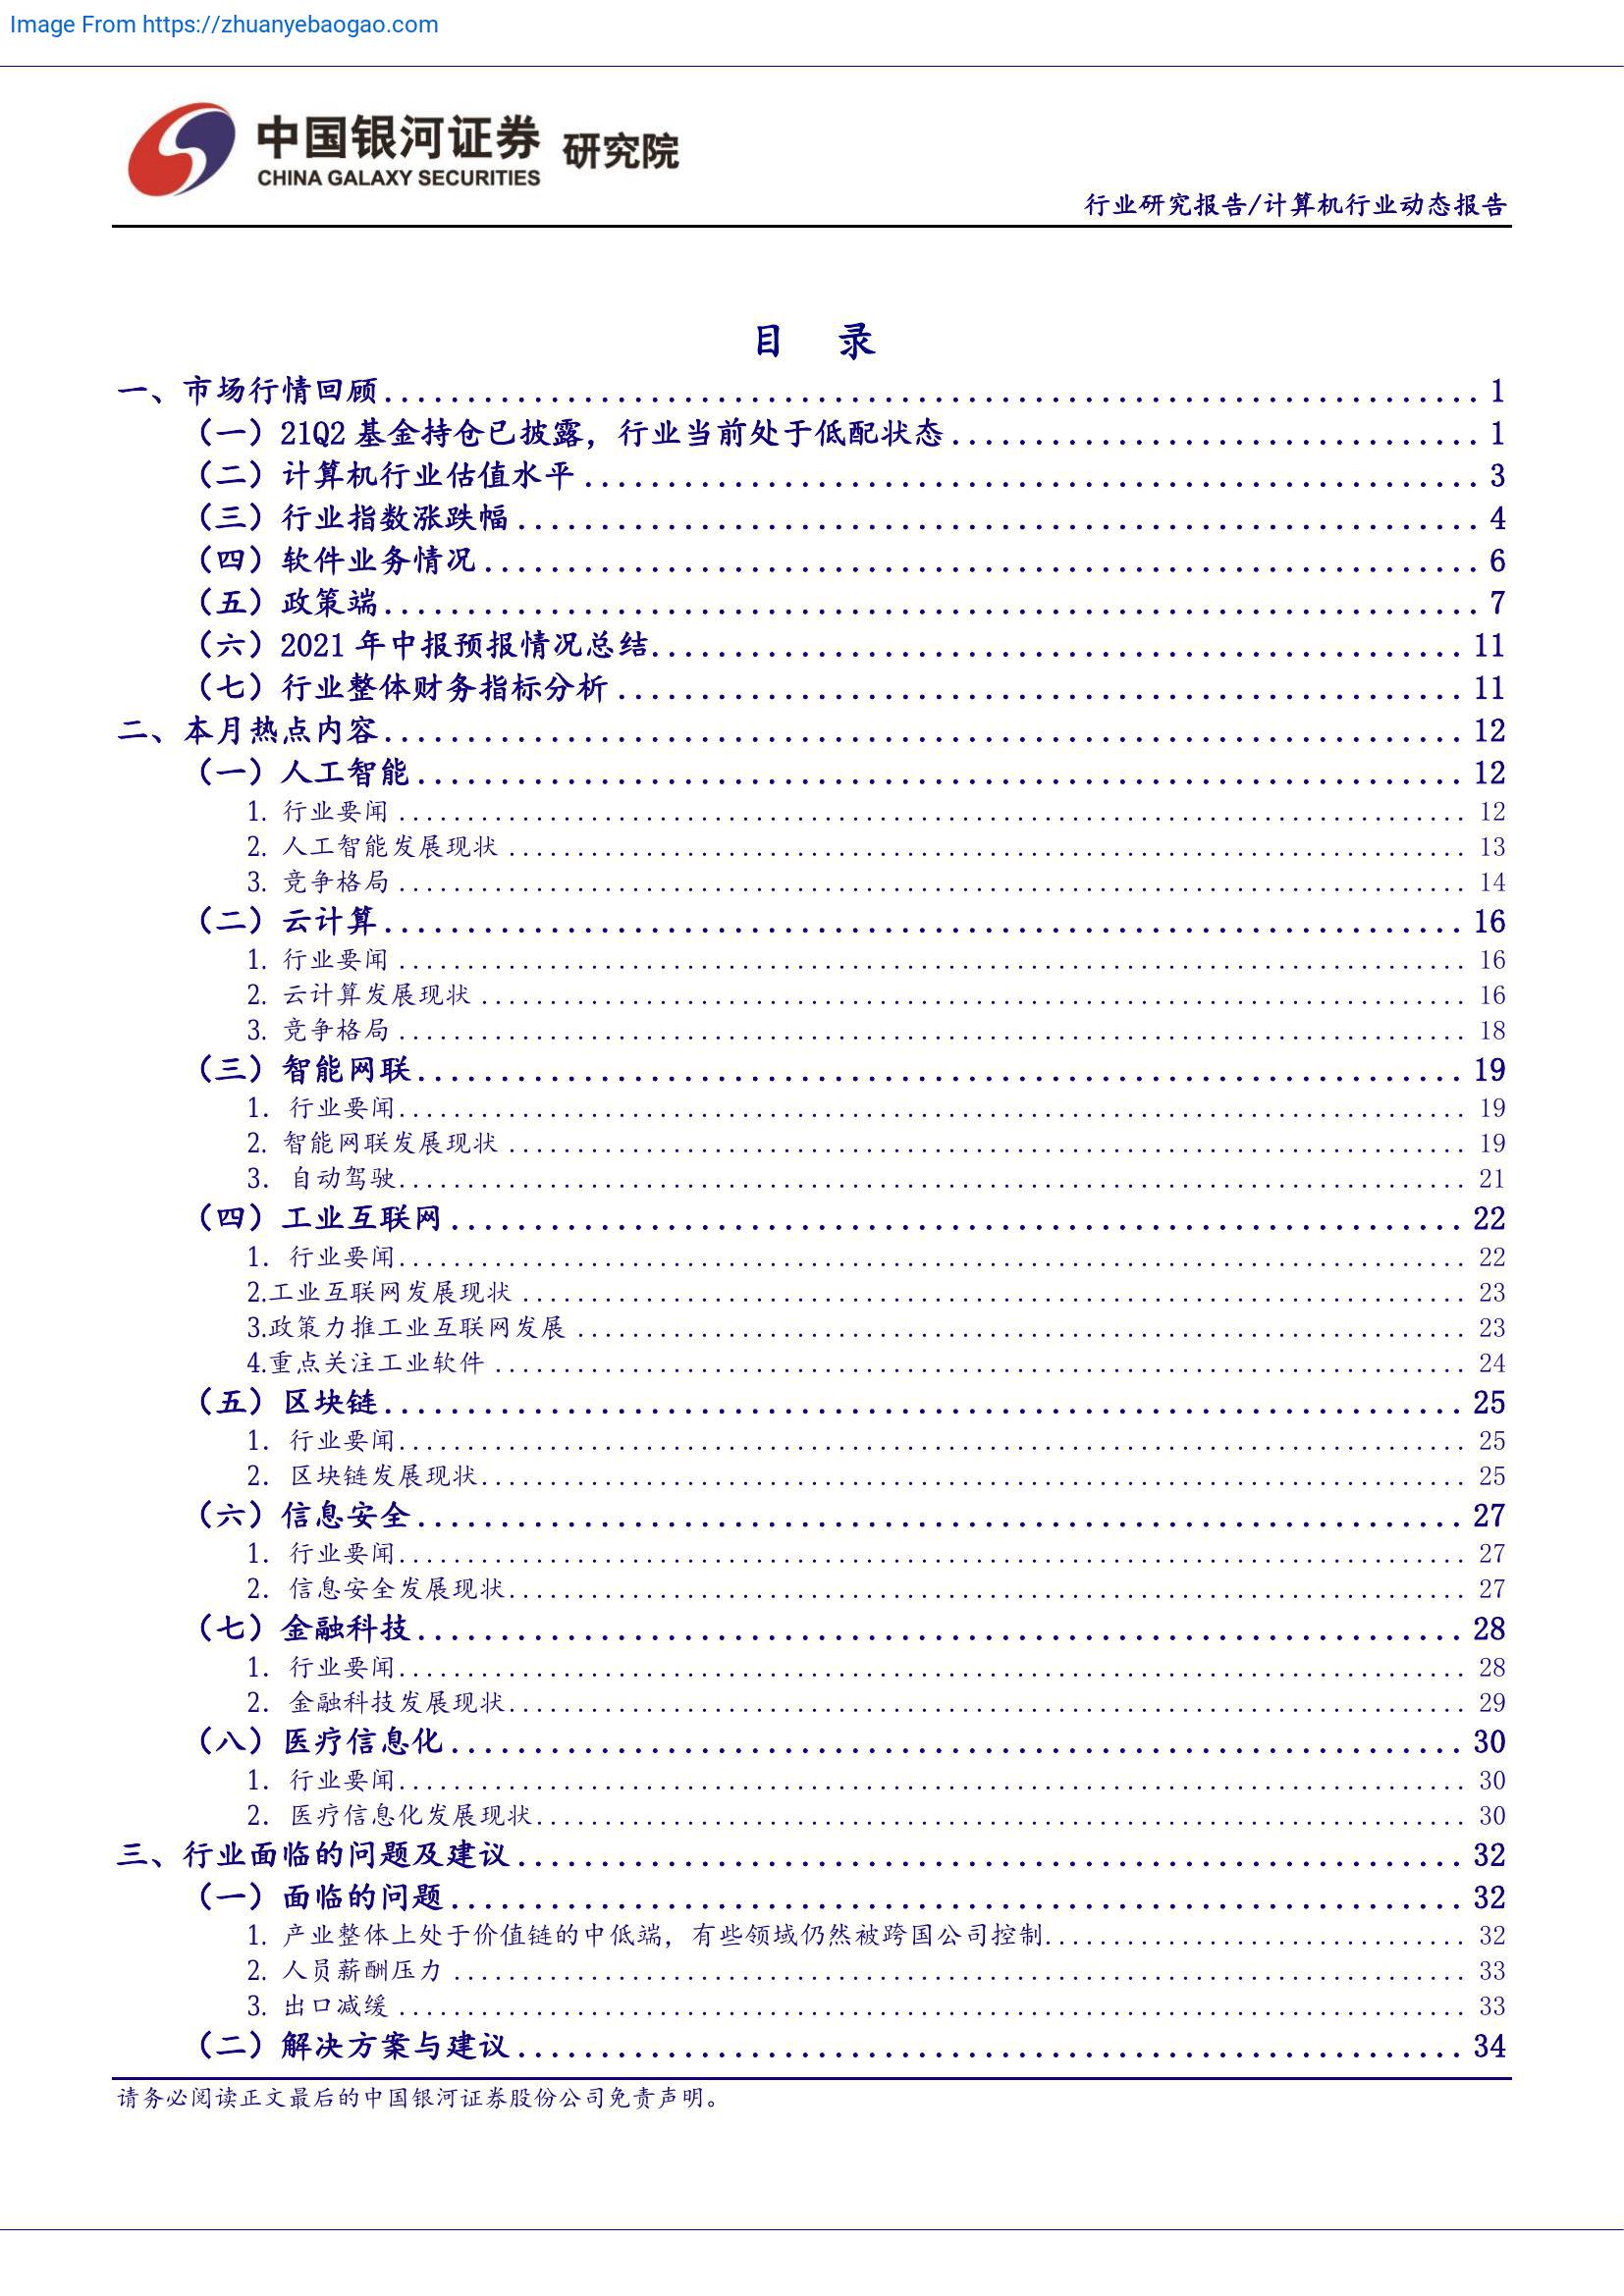 Image From https://zhuanyebaogao.com
中国银河证券 研究院
CHINA GALAXY SECURITIES
行业研究报告/计算机行业动态报告
目 录
一、市场行情回顾 1
（一）21Q2 基金持仓已披露，行业当前处于低配状态 1
（二）计算机行业估值水平 3
（三）行业指数涨跌幅 4
（四）软件业务情况 6
（五）政策端 7
（六）2021 年中报预报情况总结 11
（七）行业整体财务指标分析 11
二、本月热点内容 12
（一）人工智能 12
1. 行业要闻 12
2. 人工智能发展现状 13
3. 竞争格局 14
（二）云计算 16
1. 行业要闻 16
2. 云计算发展现状 16
3. 竞争格局 18
（三）智能网联 19
1. 行业要闻 19
2. 智能网联发展现状 19
3. 自动驾驶 21
（四）工业互联网 22
1. 行业要闻 22
2.工业互联网发展现状 23
3.政策力推工业互联网发展 23
4.重点关注工业软件 24
（五）区块链 25
1. 行业要闻 25
2. 区块链发展现状 25
（六）信息安全 27
1. 行业要闻 27
2. 信息安全发展现状 27
（七）金融科技 28
1. 行业要闻 28
2. 金融科技发展现状 29
（八）医疗信息化 30
1. 行业要闻 30
2. 医疗信息化发展现状 30
三、行业面临的问题及建议 32
（一）面临的问题 32
1. 产业整体上处于价值链的中低端，有些领域仍然被跨国公司控制 32
2. 人员薪酬压力 33
3. 出口减缓 33
（二）解决方案与建议 34
请务必阅读正文最后的中国银河证券股份公司免责声明。